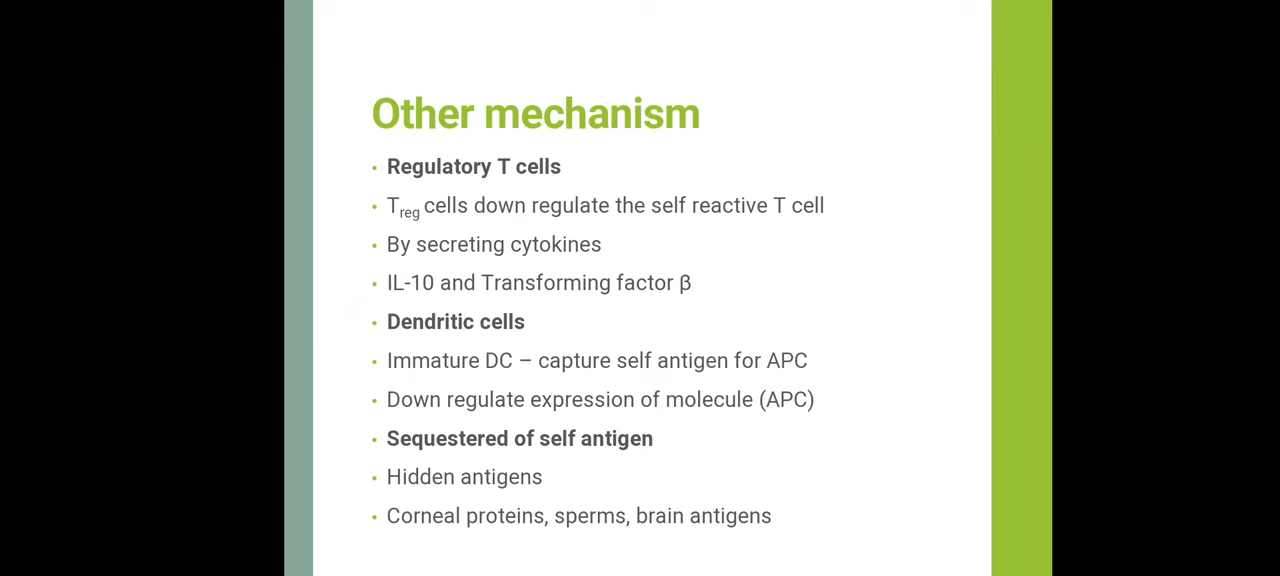 Other mechanism
• Regulatory T cells
• Treg cells down regulate the self reactive T cell
• By secreting cytokines
• IL-10 and Transforming factor β
• Dendritic cells
• Immature DC – capture self antigen for APC
• Down regulate expression of molecule (APC)
• Sequestered of self antigen
• Hidden antigens
• Corneal proteins, sperms, brain antigens